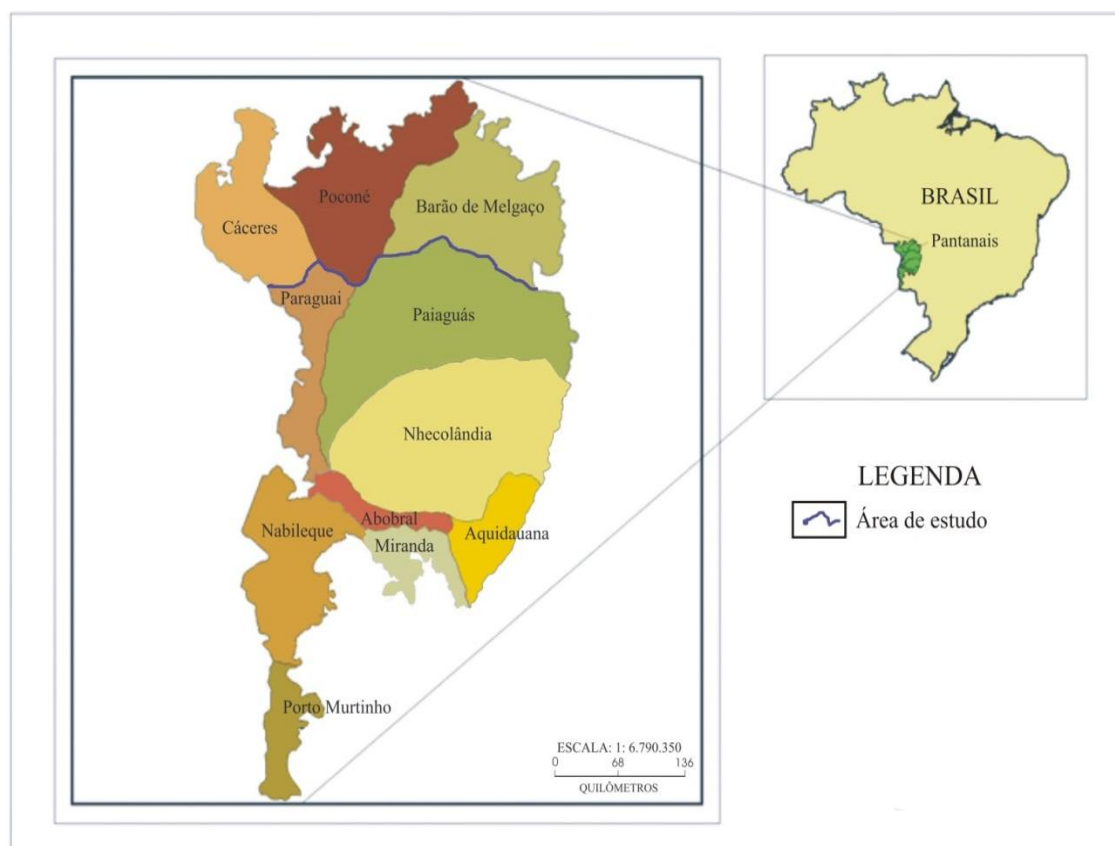 Poconé
Barão de Melgaço
Cáceres
Paraguai
Paiaguás
Nhecolândia
Abobral
Nabileque
Miranda
Aquidauana
Porto Murtinho
ESCALA: 1: 6.790.350
0 68 136
QUILÔMETROS
BRASIL
Pantanais
LEGENDA
Área de estudo